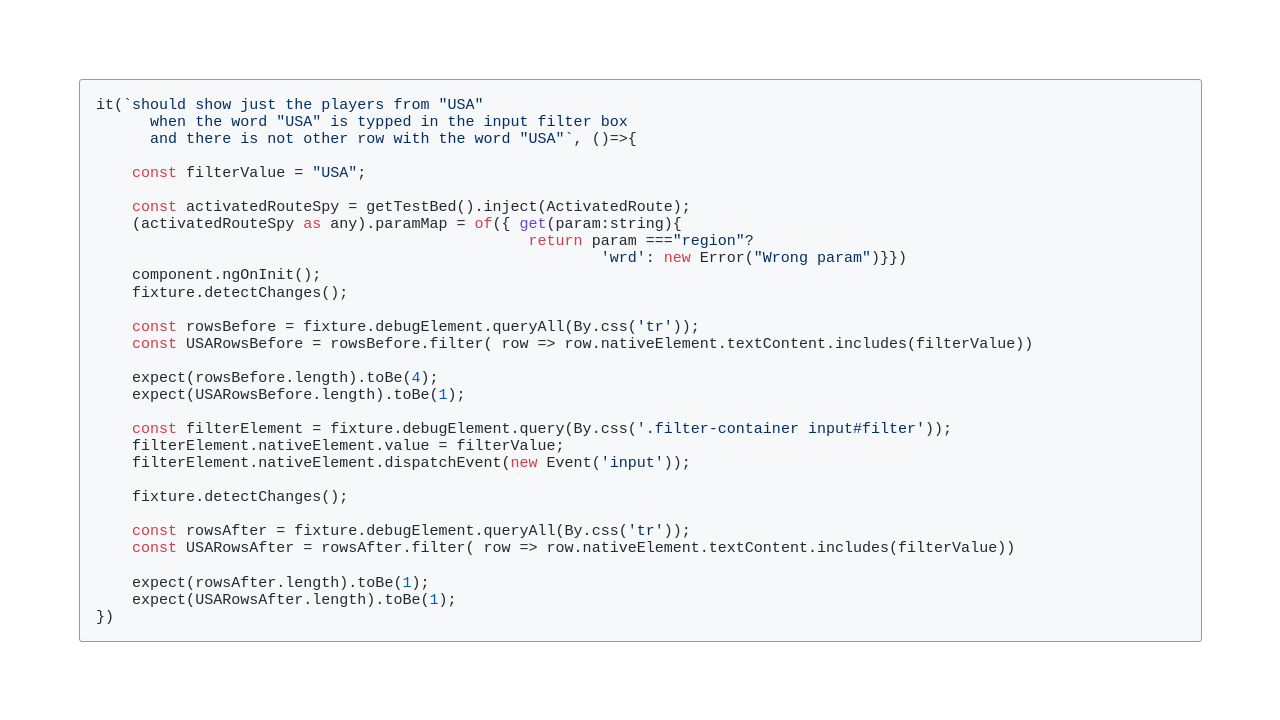 it(`should show just the players from "USA"
      when the word "USA" is typped in the input filter box
      and there is not other row with the word "USA"`, ()=>{
    const filterValue = "USA";
    const activatedRouteSpy = getTestBed().inject(ActivatedRoute);
    (activatedRouteSpy as any).paramMap = of({ get(param:string){
                                                return param ==="region"?
                                                        'wrd': new Error("Wrong param")}})
    component.ngOnInit();
    fixture.detectChanges();
    const rowsBefore = fixture.debugElement.queryAll(By.css('tr'));
    const USARowsBefore = rowsBefore.filter( row => row.nativeElement.textContent.includes(filterValue))
    expect(rowsBefore.length).toBe(4);
    expect(USARowsBefore.length).toBe(1);
    const filterElement = fixture.debugElement.query(By.css('.filter-container input#filter'));
    filterElement.nativeElement.value = filterValue;
    filterElement.nativeElement.dispatchEvent(new Event('input'));
    fixture.detectChanges();
    const rowsAfter = fixture.debugElement.queryAll(By.css('tr'));
    const USARowsAfter = rowsAfter.filter( row => row.nativeElement.textContent.includes(filterValue))
    expect(rowsAfter.length).toBe(1);
    expect(USARowsAfter.length).toBe(1);
})